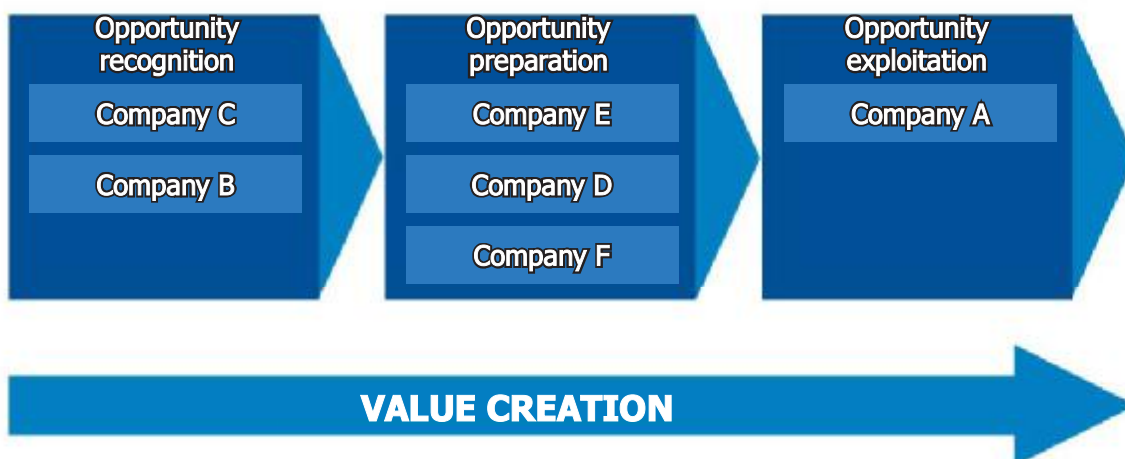 Opportunity
recognition
Company C
Company B
Opportunity
preparation
Company E
Company D
Company F
Opportunity
exploitation
Company A
VALUE CREATION